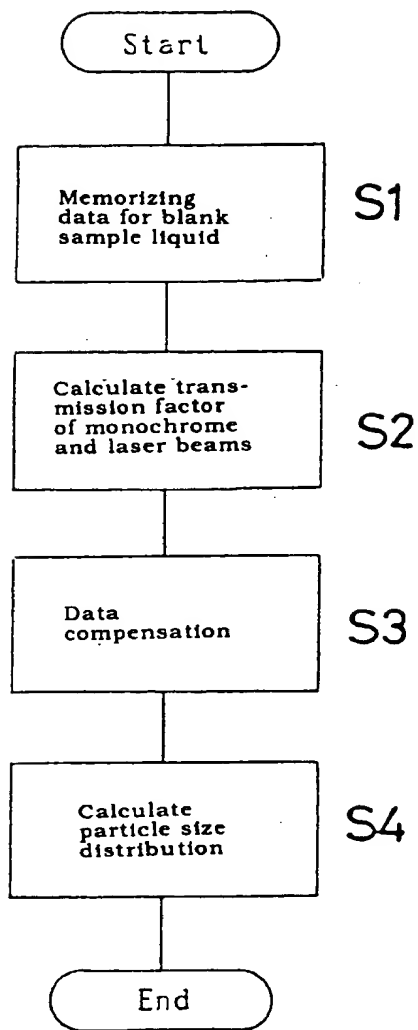 Start
Memorizing
data for blank
sample liquid
S1
Calculate trans-
mission factor
of monochrome
and laser beams
S2
Data
compensation
S3
Calculate
particle size
distribution
S4
End